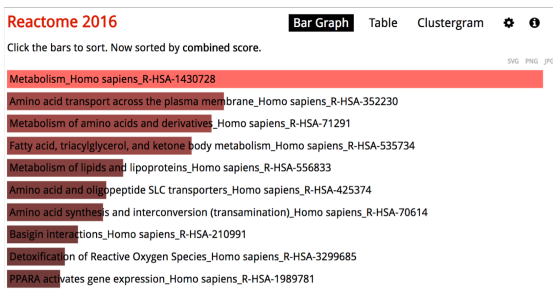 Reactome 2016
Bar Graph Table Clustergram
Click the bars to sort. Now sorted by combined score.
SVG PNG JPG
Metabolism_Homo sapiens_R-HSA-1430728
Amino acid transport across the plasma membrane_Homo sapiens_R-HSA-352230
Metabolism of amino acids and derivatives_Homo sapiens_R-HSA-71291
Fatty acid, triacylglycerol, and ketone body metabolism_Homo sapiens_R-HSA-535734
Metabolism of lipids and lipoproteins_Homo sapiens_R-HSA-556833
Amino acid and oligopeptide SLC transporters_Homo sapiens_R-HSA-425374
Amino acid synthesis and interconversion (transamination)_Homo sapiens_R-HSA-70614
Basigin interactions_Homo sapiens_R-HSA-210991
Detoxification of Reactive Oxygen Species_Homo sapiens_R-HSA-3299685
PPARA activates gene expression_Homo sapiens_R-HSA-1989781